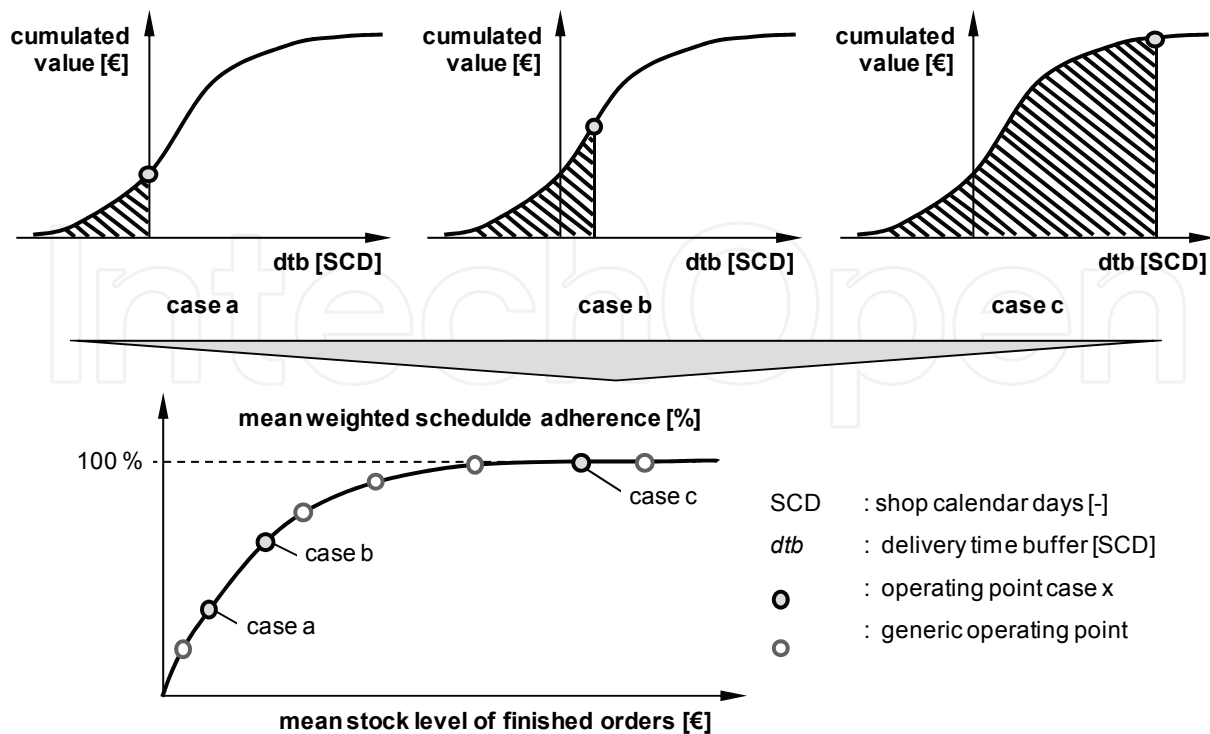 cumulated
value [€]
dtb [SCD]
case a
cumulated
value [€]
dtb [SCD]
case b
cumulated
value [€]
dtb [SCD]
case c
IntechOpen
mean weighted schedulde adherence [%]
100 %
case c
case b
case a
mean stock level of finished orders [€]
SCD : shop calendar days [-]
dtb : delivery time buffer [SCD]
: operating point case x
: generic operating point